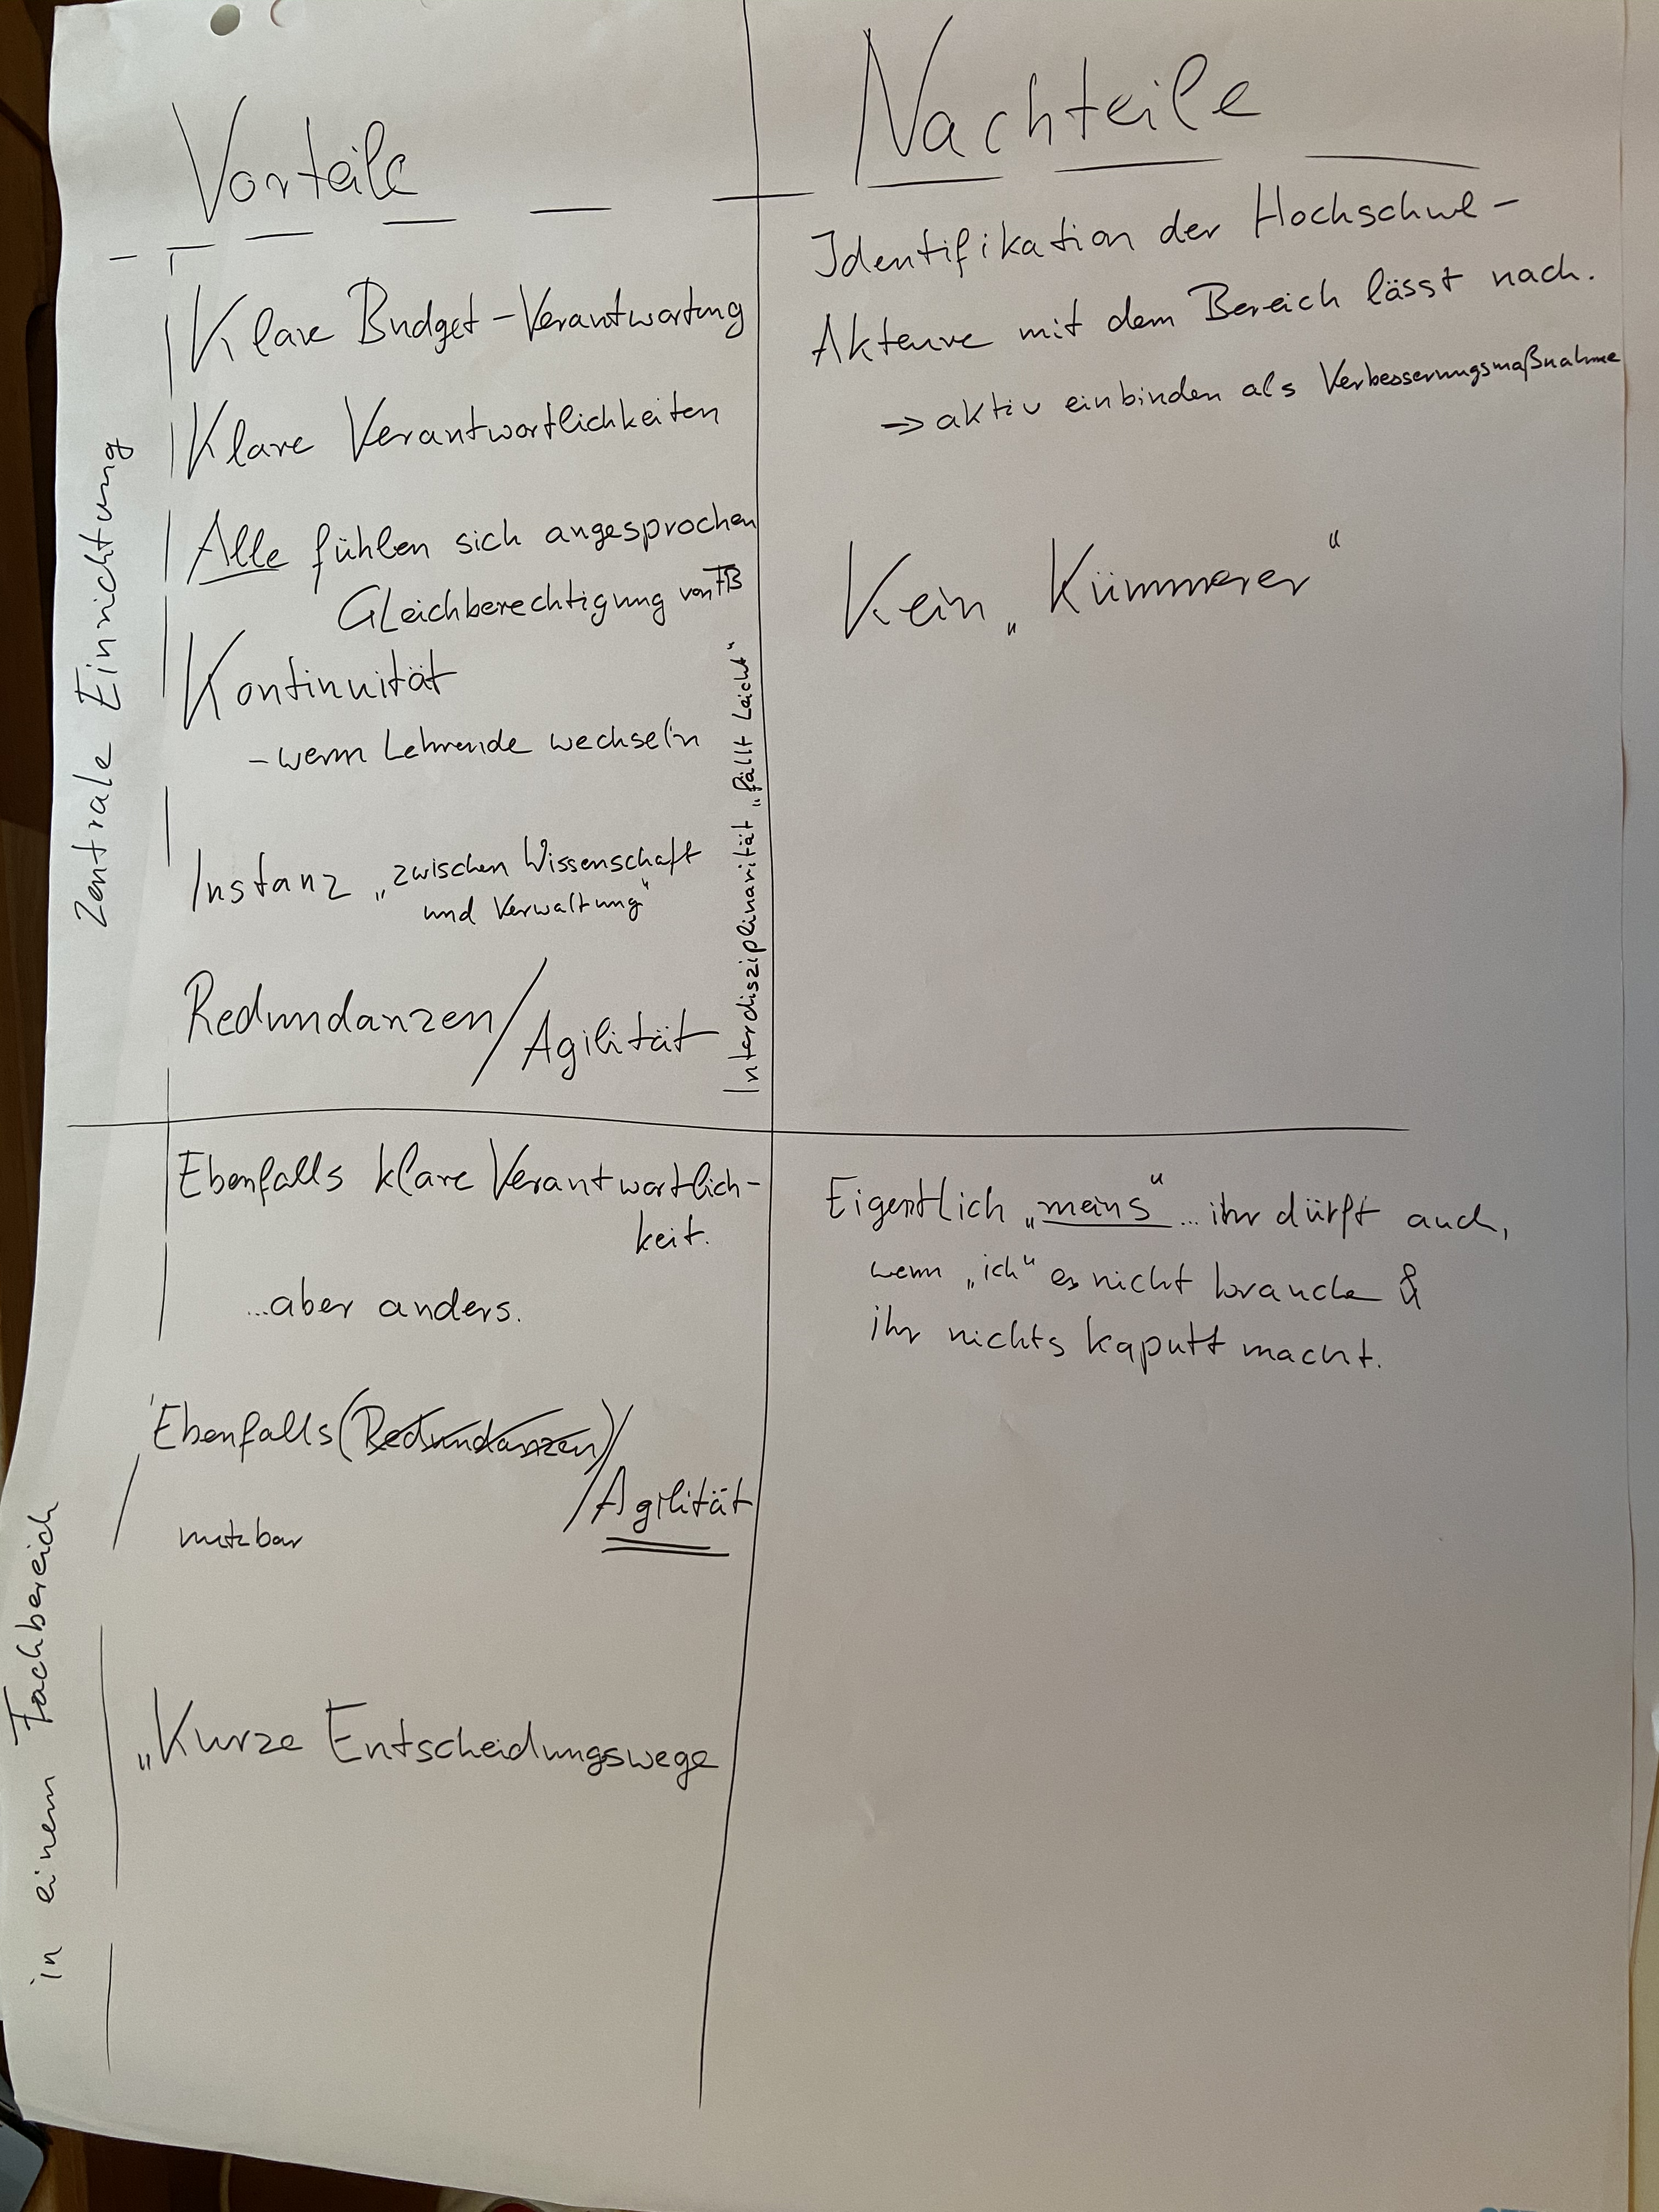 Vorteile
Nachteile
Zentrale Einrichtung
Klare Budget-Verantwortung
Klare Verantwortlichkeiten
Alle fühlen sich angesprochen
Gleichberechtigung von FB
Kontinuität
- wenn Lehrende wechseln
Instanz „zwischen Wissenschaft
und Verwaltung"
Redundanzen / Agilität
Interdisziplinarität „fällt leicht"
Identifikation der Hochschul-
Akteure mit dem Bereich lässt nach.
→ aktiv einbinden als Verbesserungsmaßnahme
Kein „Kümmerer"
in einem Fachbereich
Ebenfalls klare Verantwortlich-
keit.
...aber anders.
Ebenfalls (Redundanzen) /
Agilität
nutzbar
„Kurze Entscheidungswege
Eigentlich „meins" ... ihr dürft auch,
wenn „ich" es nicht brauche &
ihr nichts kaputt macht.